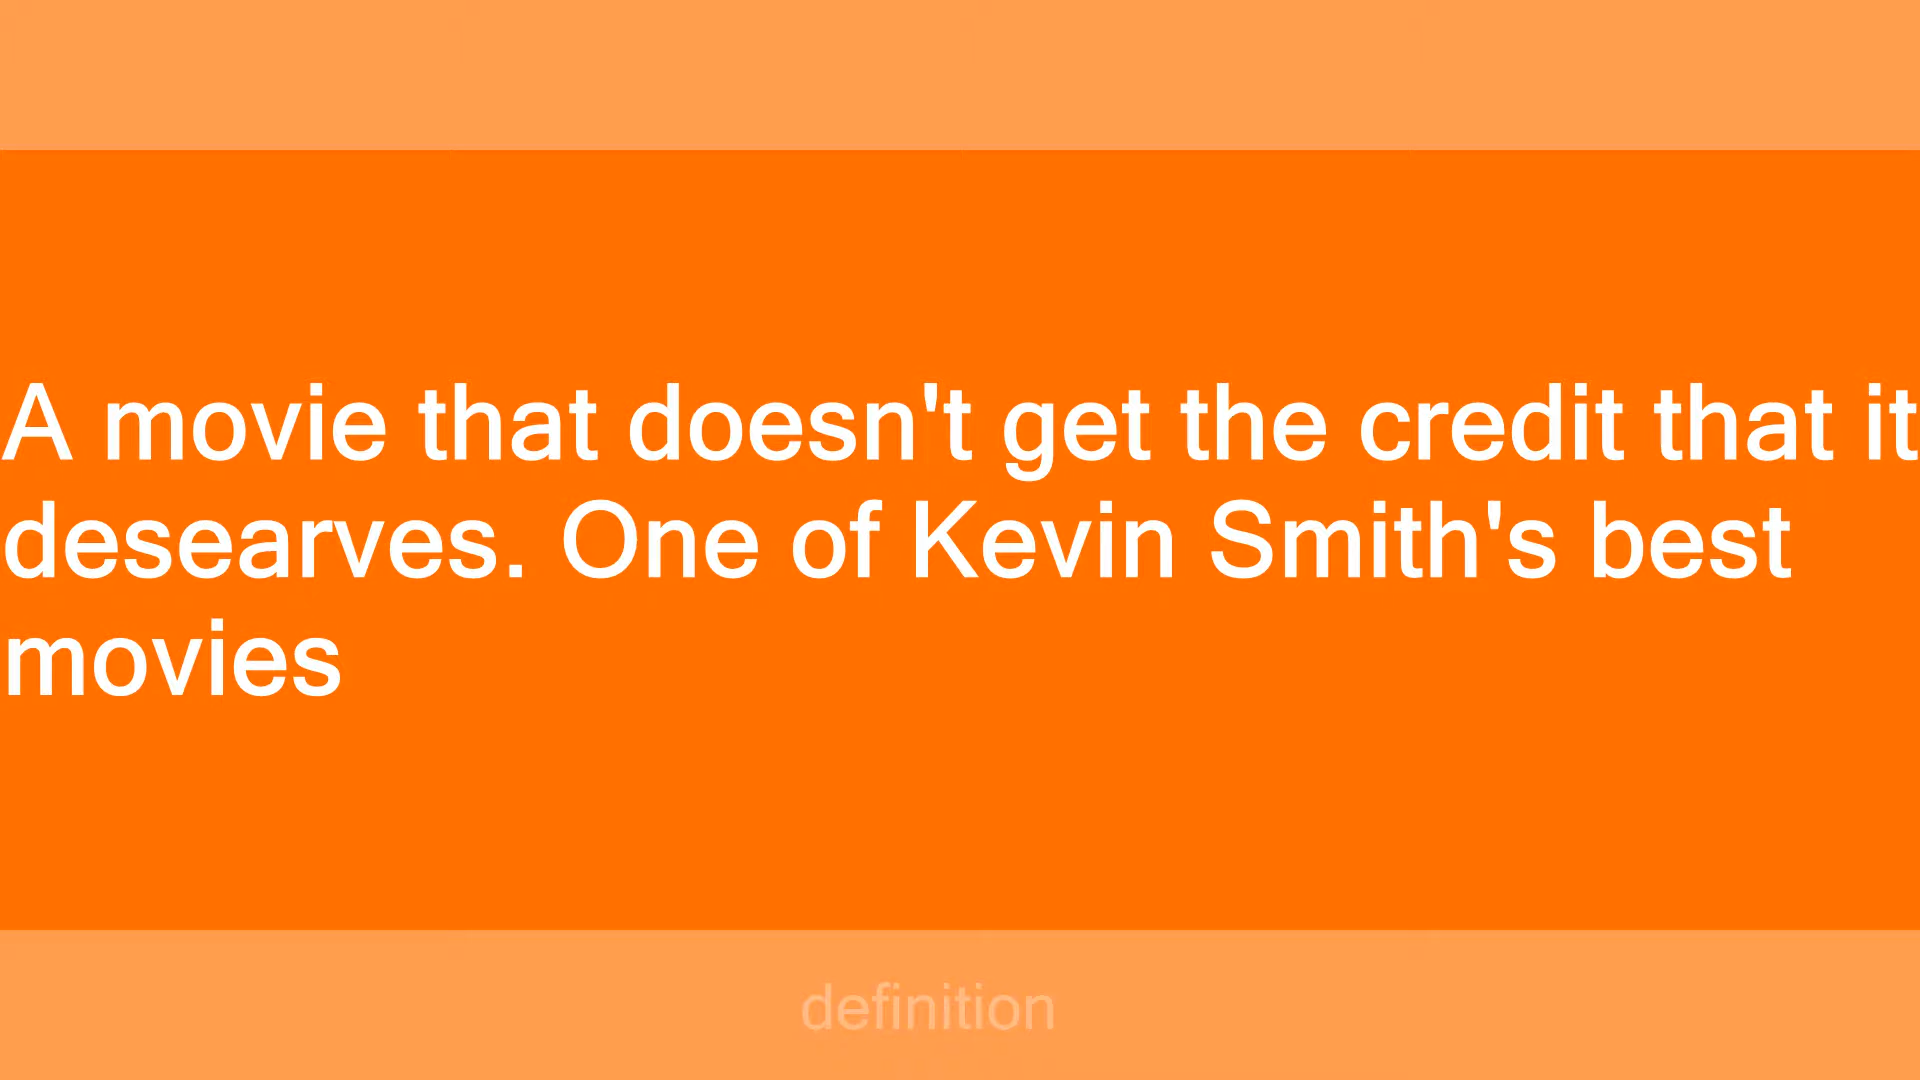 A movie that doesn't get the credit that it
desearves. One of Kevin Smith's best
movies
definition